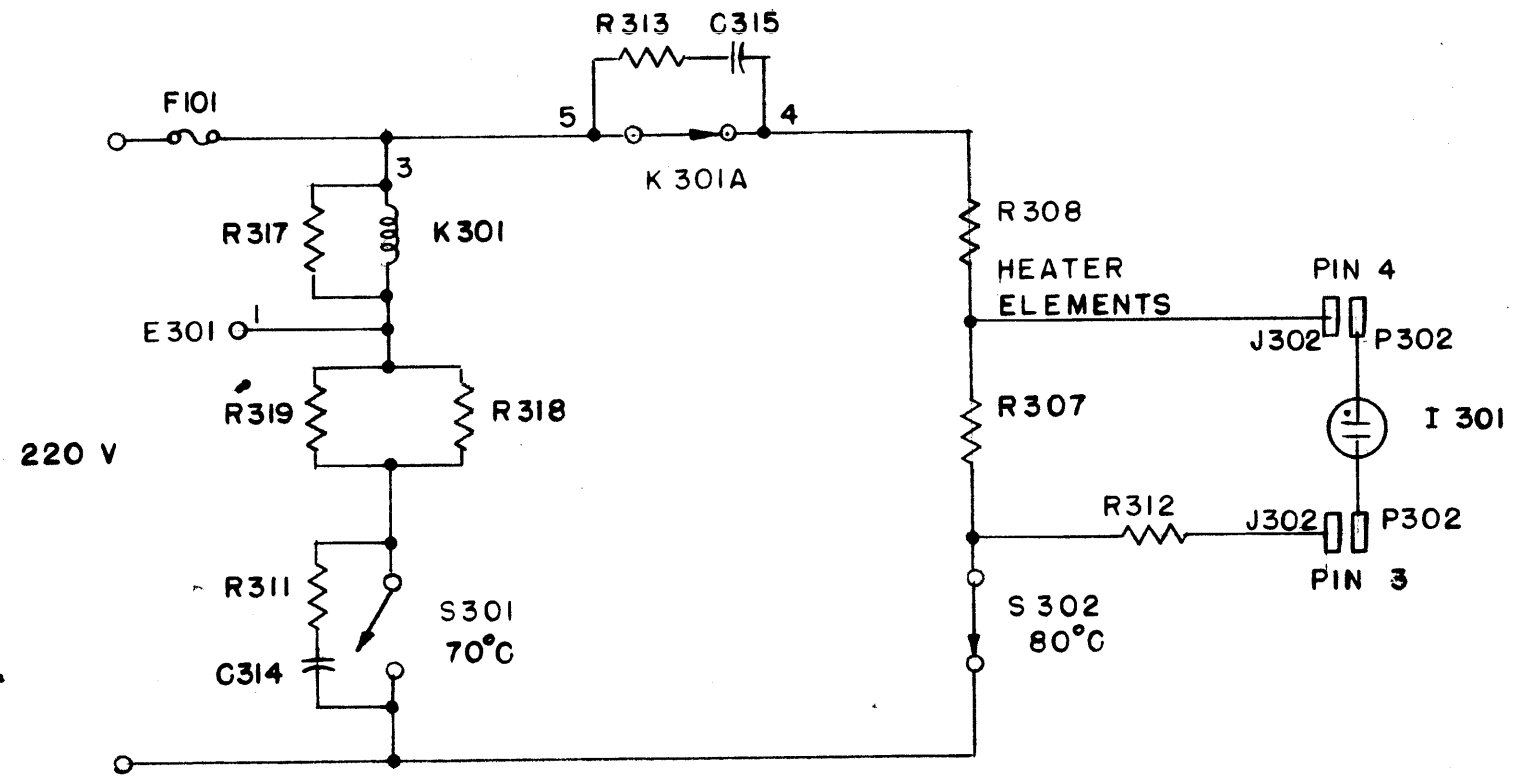 R313 C315
F101
5
4
3
K 301A
R317
K301
R308
HEATER
ELEMENTS
PIN 4
E301
1
J302
P302
R319
R318
R307
I 301
220 V
R312
J302
P302
PIN 3
R311
S301
70°C
S 302
80°C
C314